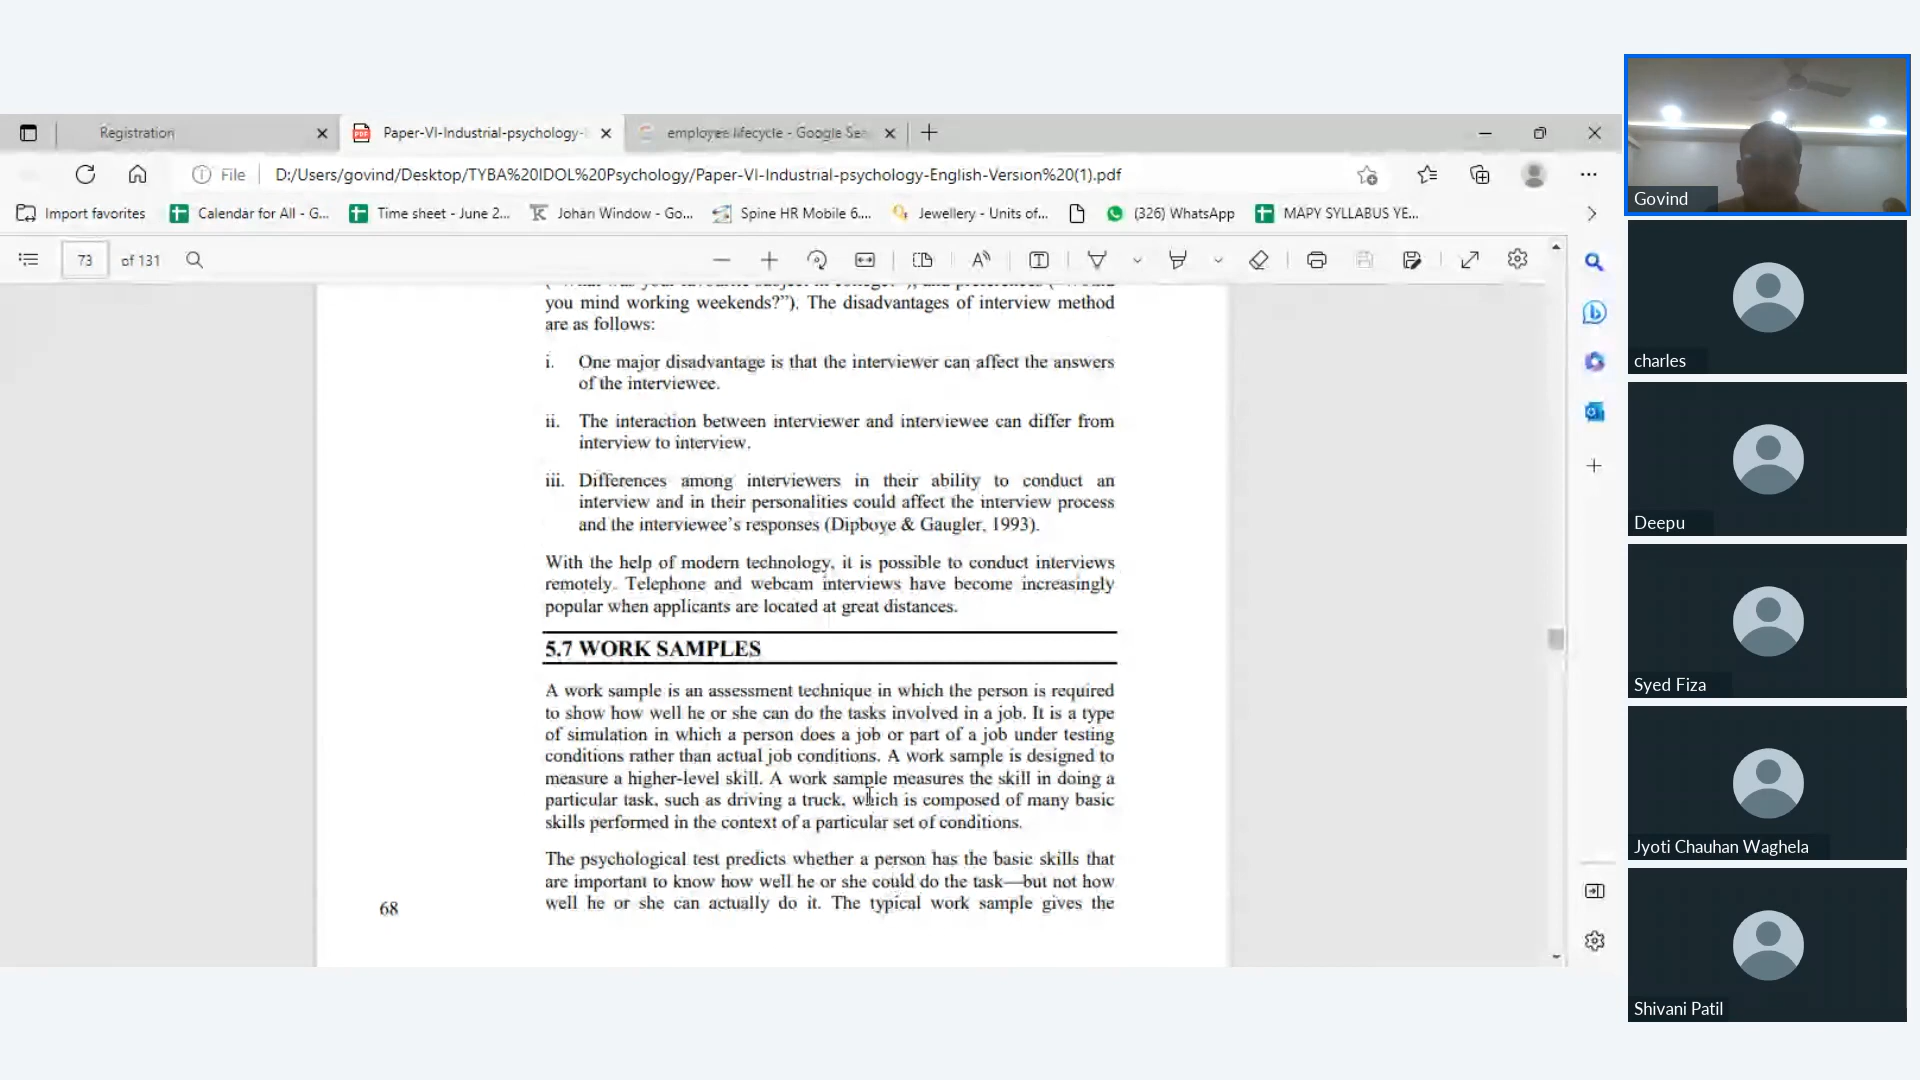 Registration
Paper-VI-Industrial-psychology-
employee lifecycle - Google Sea
File
D:/Users/govind/Desktop/TYBA%20IDOL%20Psychology/Paper-VI-Industrial-psychology-English-Version%20(1).pdf
Import favorites
Calendar for All - G...
Time sheet - June 2...
Johan Window - Go...
Spine HR Mobile 6....
Jewellery - Units of...
(326) WhatsApp
MAPY SYLLABUS YE...
73 of 131
you mind working weekends?"). The disadvantages of interview method
are as follows:
i. One major disadvantage is that the interviewer can affect the answers
of the interviewee.
ii. The interaction between interviewer and interviewee can differ from
interview to interview.
iii. Differences among interviewers in their ability to conduct an
interview and in their personalities could affect the interview process
and the interviewee's responses (Dipboye & Gaugler, 1993).
With the help of modern technology, it is possible to conduct interviews
remotely. Telephone and webcam interviews have become increasingly
popular when applicants are located at great distances.
5.7 WORK SAMPLES
A work sample is an assessment technique in which the person is required
to show how well he or she can do the tasks involved in a job. It is a type
of simulation in which a person does a job or part of a job under testing
conditions rather than actual job conditions. A work sample is designed to
measure a higher-level skill. A work sample measures the skill in doing a
particular task, such as driving a truck, which is composed of many basic
skills performed in the context of a particular set of conditions.
The psychological test predicts whether a person has the basic skills that
are important to know how well he or she could do the task—but not how
well he or she can actually do it. The typical work sample gives the
68
Govind
charles
Deepu
Syed Fiza
Jyoti Chauhan Waghela
Shivani Patil